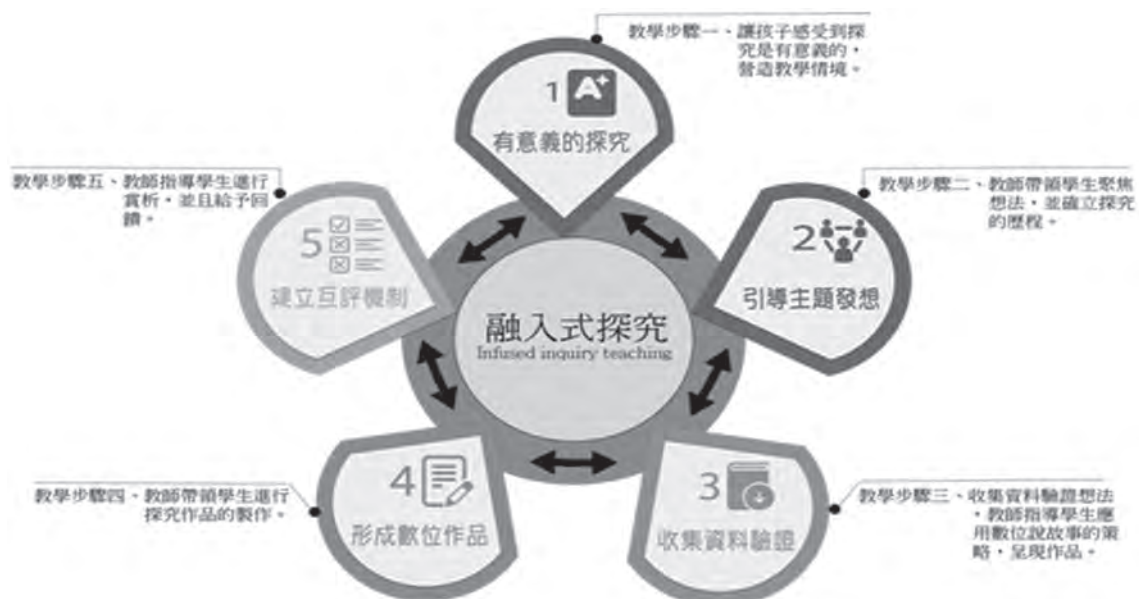 教學步驟一、讓孩子感受到探
究是有意義的，
營造教學情境。
1 A+
有意義的探究
教學步驟二、教師帶領學生聚焦
想法，並確立探究
的歷程。
2
引導主題發想
教學步驟三、收集資料驗證想法
，教師指導學生應
用數位說故事的策
略，呈現作品。
3
收集資料驗證
教學步驟四、教師帶領學生進行
探究作品的製作。
4
形成數位作品
教學步驟五、教師指導學生進行
賞析，並且給予回
饋。
5
建立互評機制
融入式探究
Infused inquiry teaching